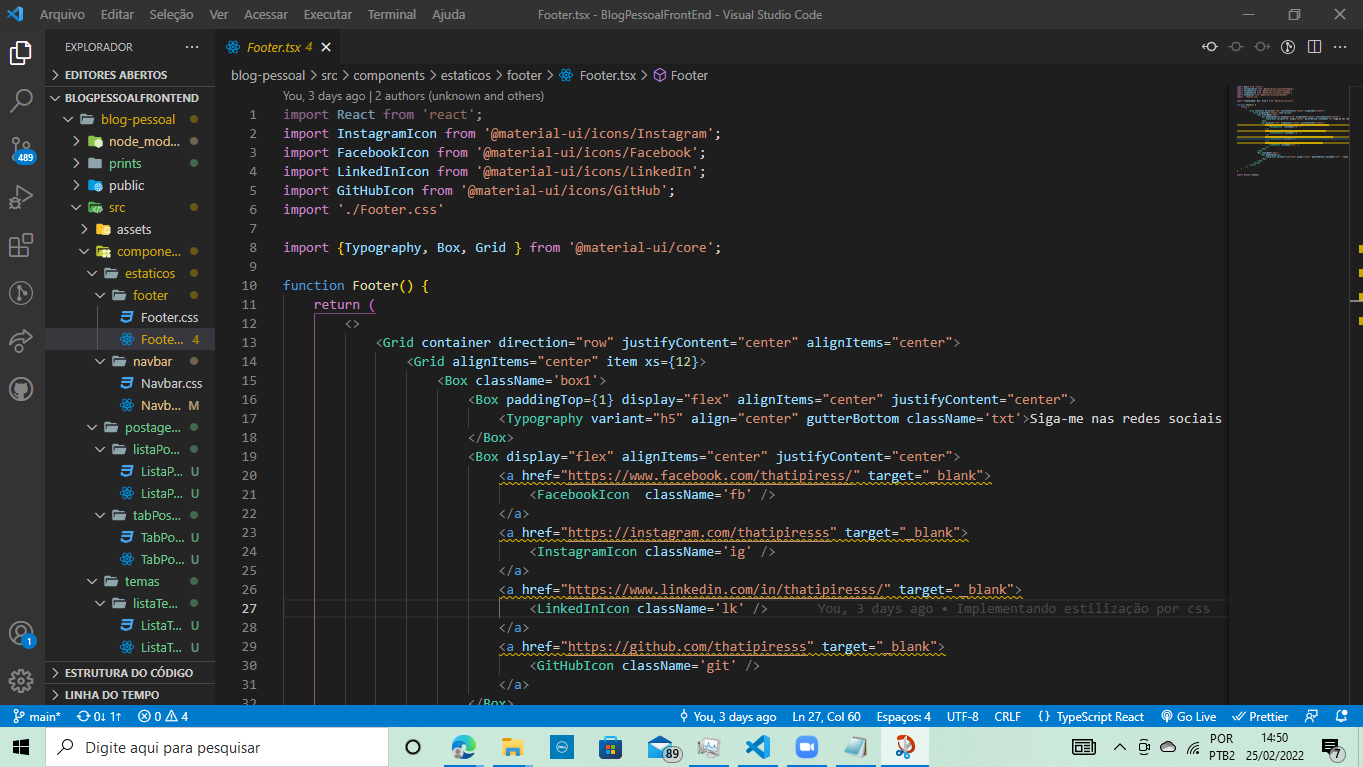 Arquivo Editar Seleção Ver Acessar Executar Terminal Ajuda
Footer.tsx - BlogPessoalFrontEnd - Visual Studio Code
EXPLORADOR
EDITORES ABERTOS
BLOGPESSOALFRONTEND
blog-pessoal
node_mod...
prints
public
src
assets
compone...
estaticos
footer
Footer.css
Foote... 4
navbar
Navbar.css
Navb... M
postage...
listaPo...
ListaP... U
ListaP... U
tabPos...
TabPo... U
TabPo... U
temas
listaTe...
ListaT... U
ListaT... U
ESTRUTURA DO CÓDIGO
LINHA DO TEMPO
489
1
Footer.tsx 4
blog-pessoal > src > components > estaticos > footer > Footer.tsx > Footer
You, 3 days ago | 2 authors (unknown and others)
1 import React from 'react';
2 import InstagramIcon from '@material-ui/icons/Instagram';
3 import FacebookIcon from '@material-ui/icons/Facebook';
4 import LinkedInIcon from '@material-ui/icons/LinkedIn';
5 import GitHubIcon from '@material-ui/icons/GitHub';
6 import './Footer.css'
7
8 import {Typography, Box, Grid } from '@material-ui/core';
9
10 function Footer() {
11 return (
12 <>
13 <Grid container direction="row" justifyContent="center" alignItems="center">
14 <Grid alignItems="center" item xs={12}>
15 <Box className='box1'>
16 <Box paddingTop={1} display="flex" alignItems="center" justifyContent="center">
17 <Typography variant="h5" align="center" gutterBottom className='txt'>Siga-me nas redes sociais
18 </Box>
19 <Box display="flex" alignItems="center" justifyContent="center">
20 <a href="https://www.facebook.com/thatipiress/" target="_blank">
21 <FacebookIcon  className='fb' />
22 </a>
23 <a href="https://instagram.com/thatipiresss" target="_blank">
24 <InstagramIcon className='ig' />
25 </a>
26 <a href="https://www.linkedin.com/in/thatipiresss/" target="_blank">
27 <LinkedInIcon className='lk' /> You, 3 days ago • Implementando estilização por css
28 </a>
29 <a href="https://github.com/thatipiresss" target="_blank">
30 <GitHubIcon className='git' />
31 </a>
32 </Box>
main* 0↓ 1↑ 0 4
You, 3 days ago Ln 27, Col 60 Espaços: 4 UTF-8 CRLF {} TypeScript React Go Live Prettier
Digite aqui para pesquisar
89
POR
PTB2
14:50
25/02/2022
7